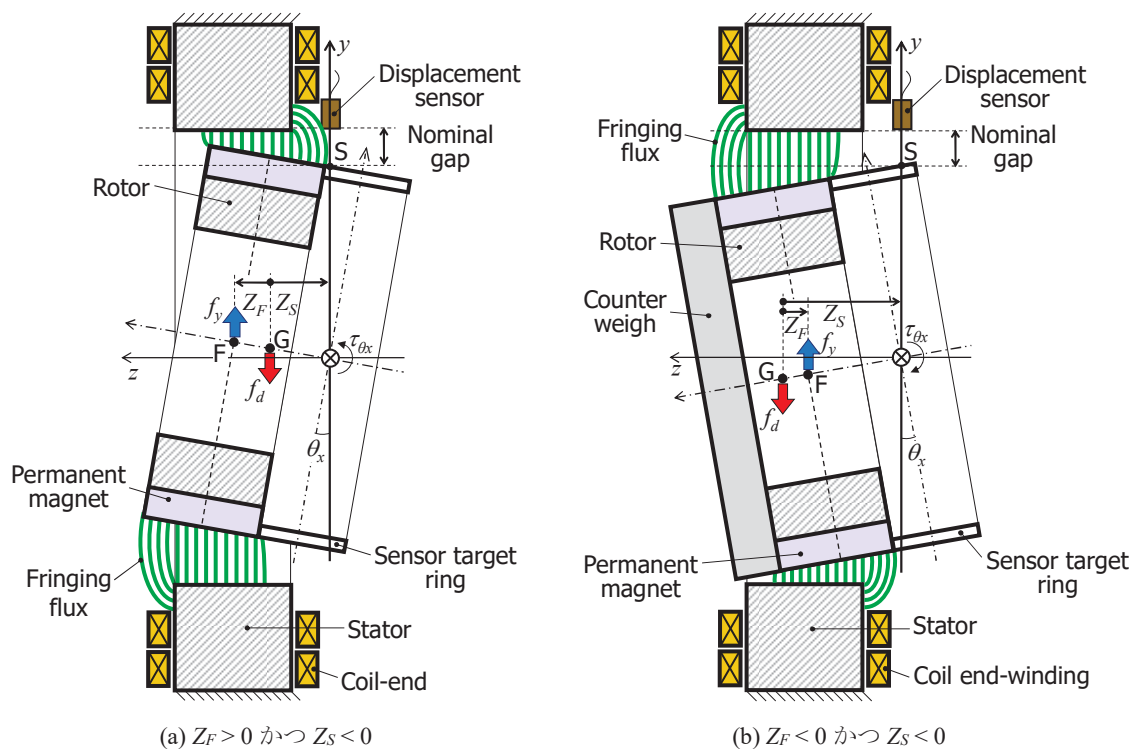 y
Displacement
sensor
Nominal
gap
S
Rotor
f_y
Z_F
Z_S
F
G
τ_θx
z
f_d
θ_x
Permanent
magnet
Sensor target
ring
Fringing
flux
Stator
Coil-end
(a) Z_F > 0 かつ Z_S < 0
y
Displacement
sensor
Fringing
flux
Nominal
gap
S
Rotor
Counter
weigh
Z_S
Z_F
f_y
τ_θx
z
G
F
f_d
θ_x
Permanent
magnet
Sensor target
ring
Stator
Coil end-winding
(b) Z_F < 0 かつ Z_S < 0